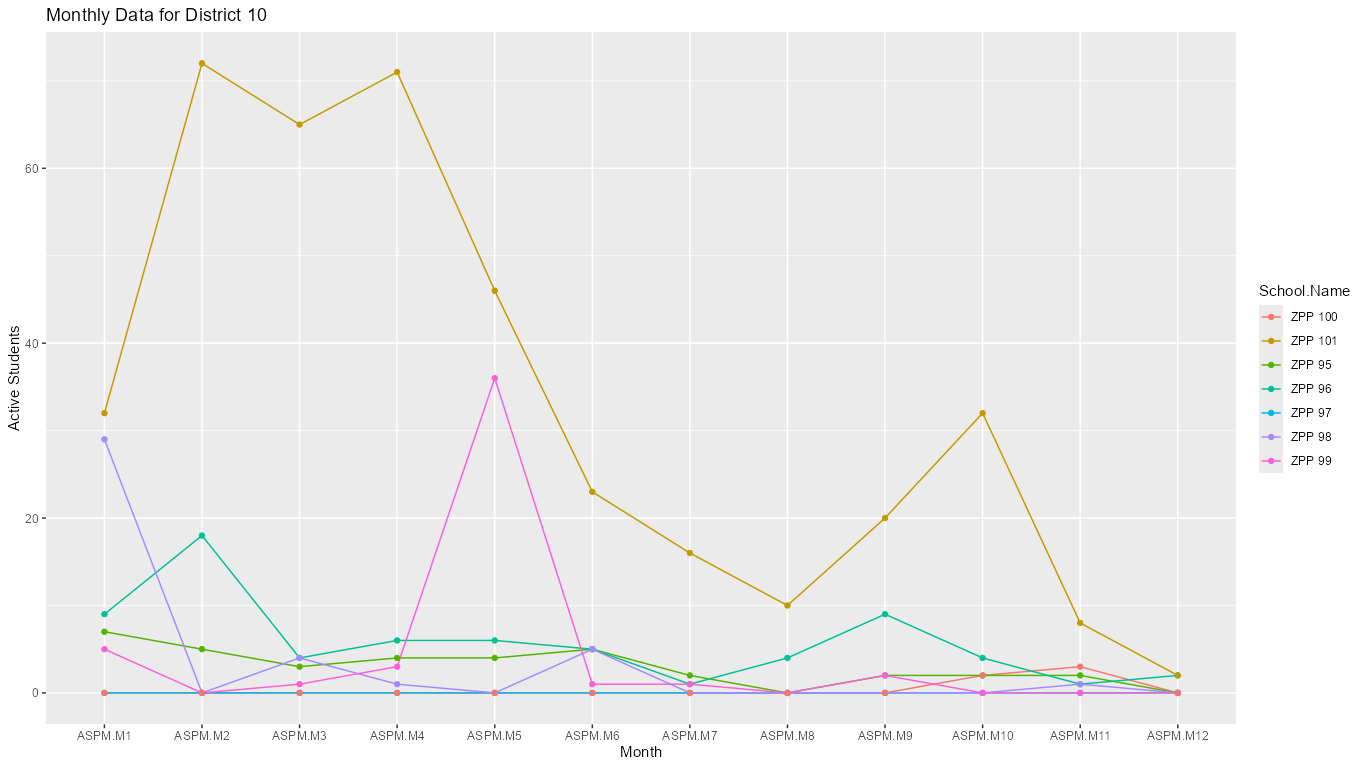 Monthly Data for District 10
60
40
20
0
Active Students
ASPM.M1 ASPM.M2 ASPM.M3 ASPM.M4 ASPM.M5 ASPM.M6 ASPM.M7 ASPM.M8 ASPM.M9 ASPM.M10 ASPM.M11 ASPM.M12
Month
School.Name
ZPP 100
ZPP 101
ZPP 95
ZPP 96
ZPP 97
ZPP 98
ZPP 99